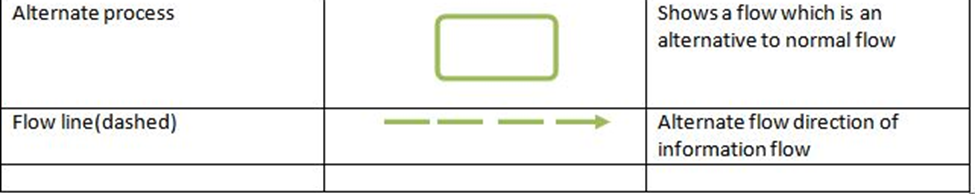 Alternate process
Shows a flow which is an
alternative to normal flow
Flow line(dashed)
Alternate flow direction of
information flow